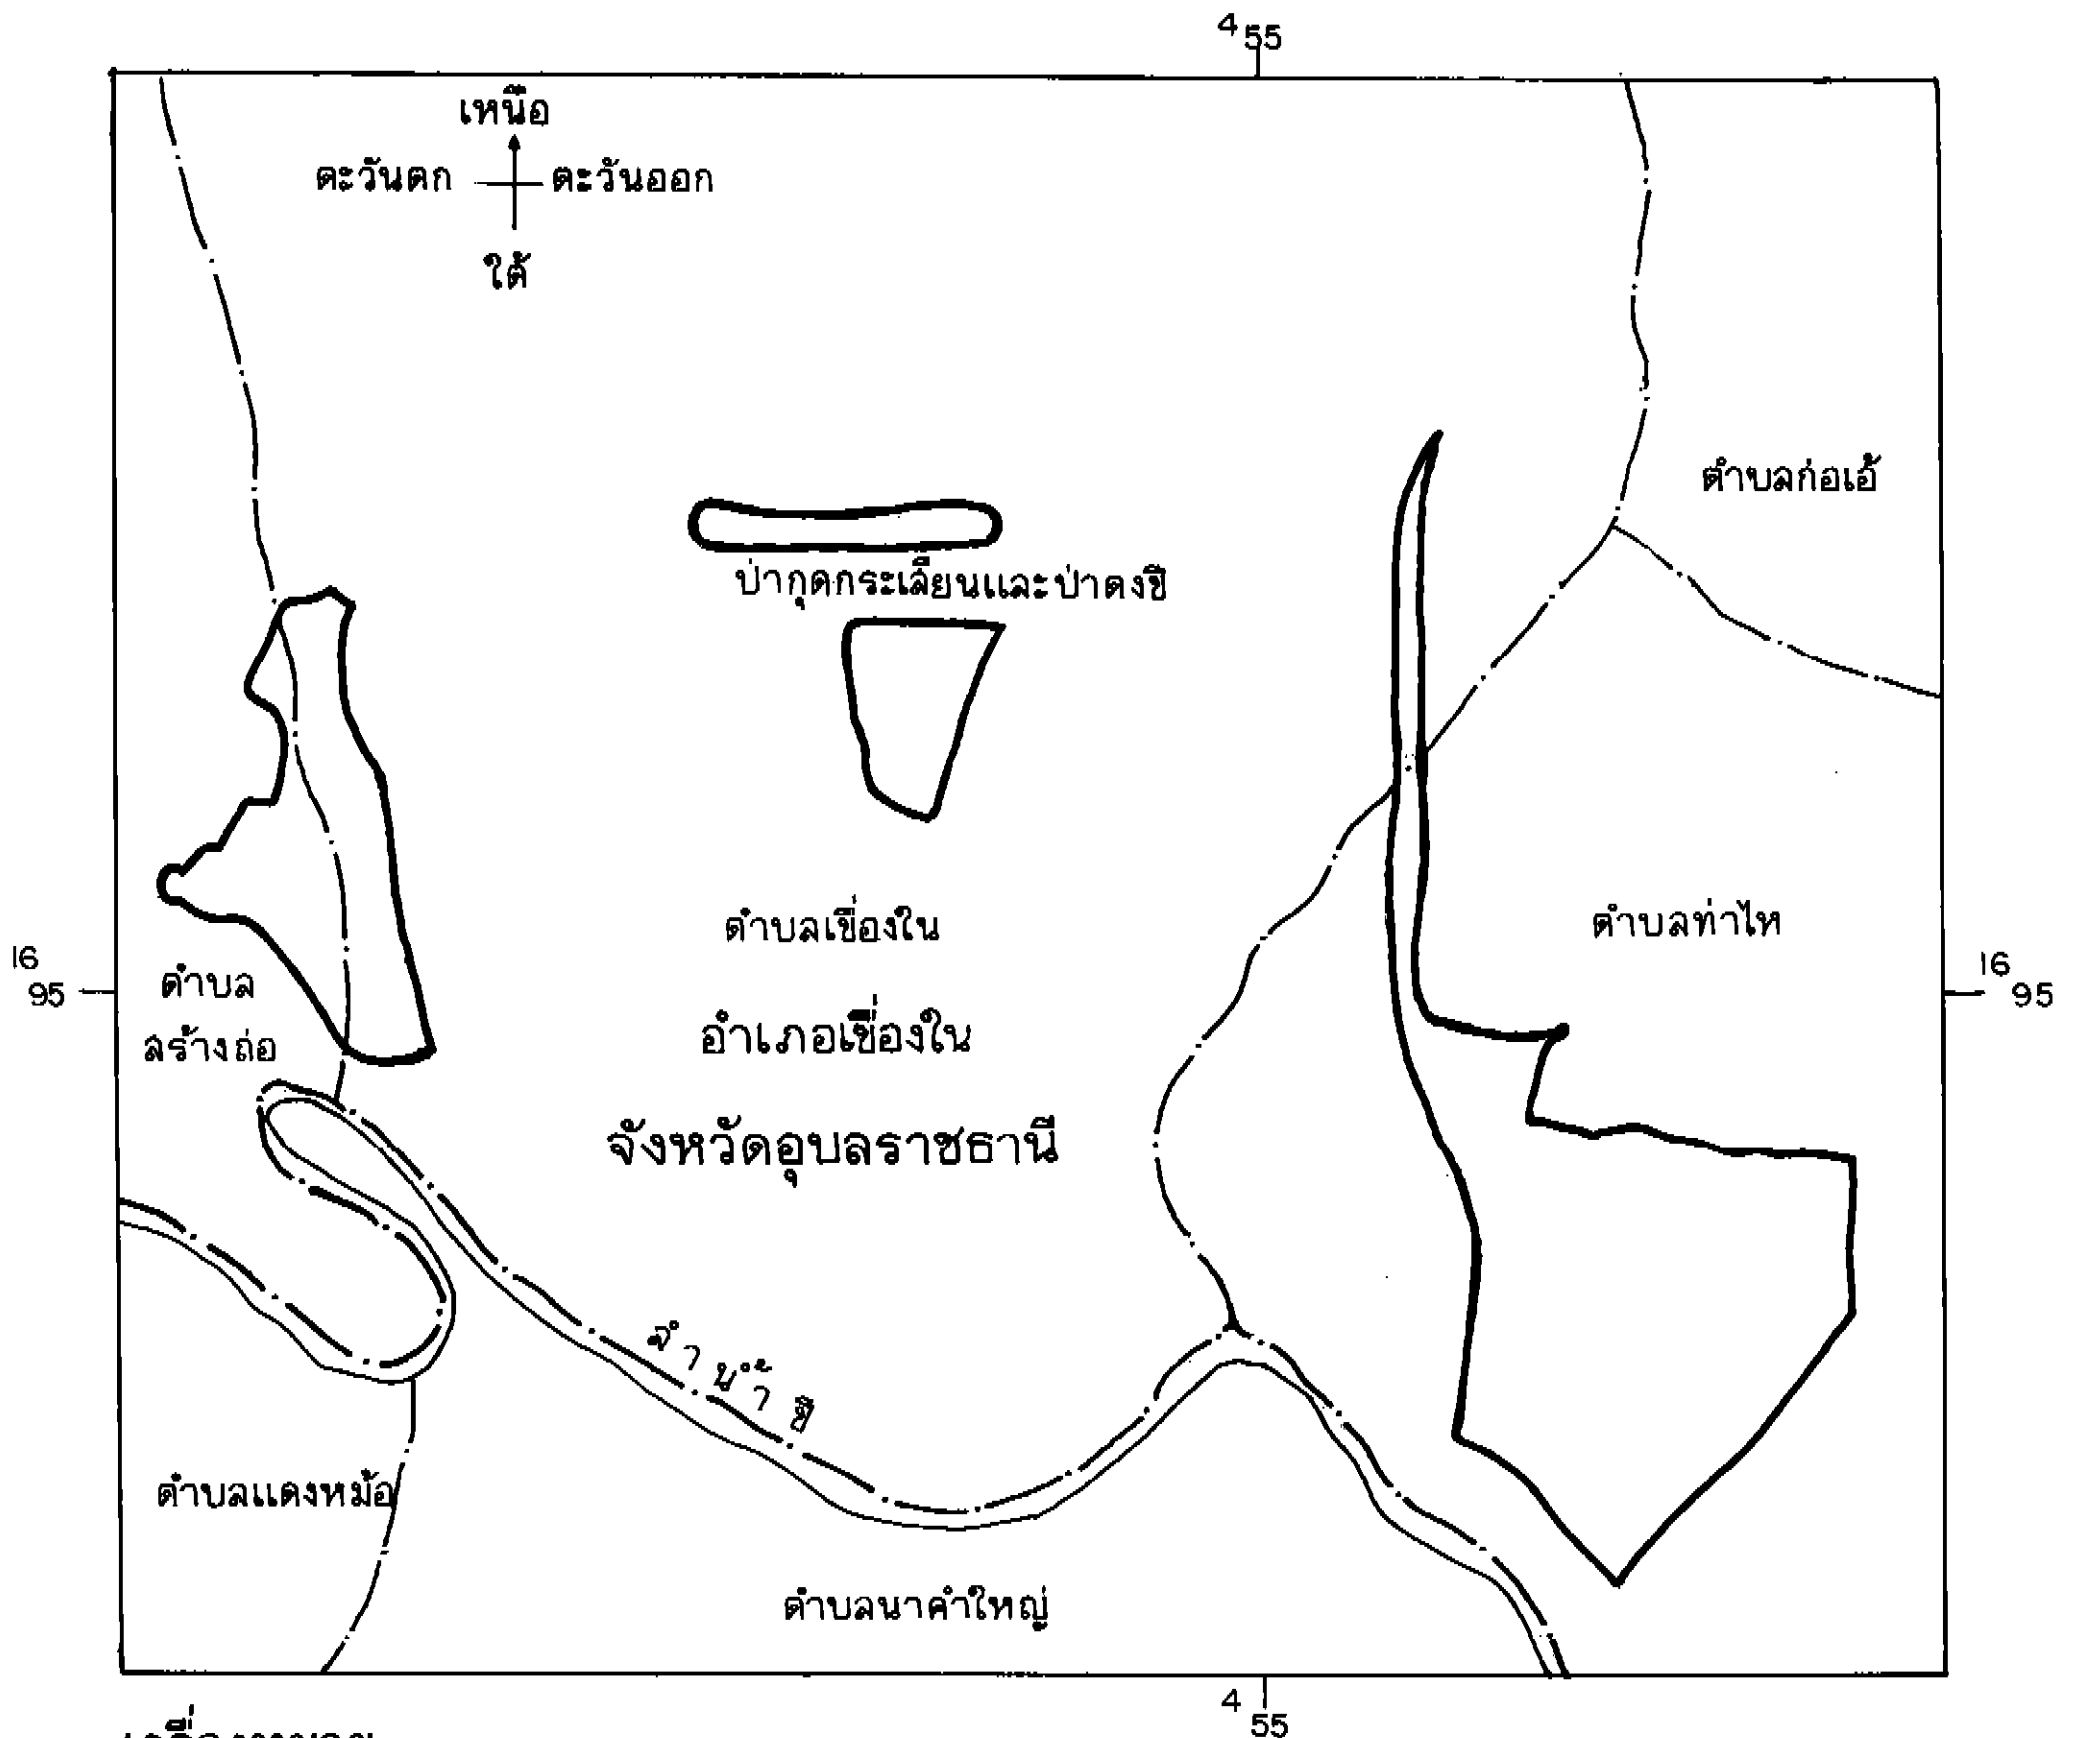 4 55
เหนือ
ตะวันตก ตะวันออก
ใต้
ตำบลก่อเอ้
ป่ากุดกระเสียนและป่าดงขี
ตำบลเขื่องใน
ตำบลท่าไห
16 95
ตำบล
สร้างถ่อ
16 95
อำเภอเขื่องใน
จังหวัดอุบลราชธานี
ลำน้ำชี
ตำบลแดงหม้อ
ตำบลนาคำใหญ่
4 55